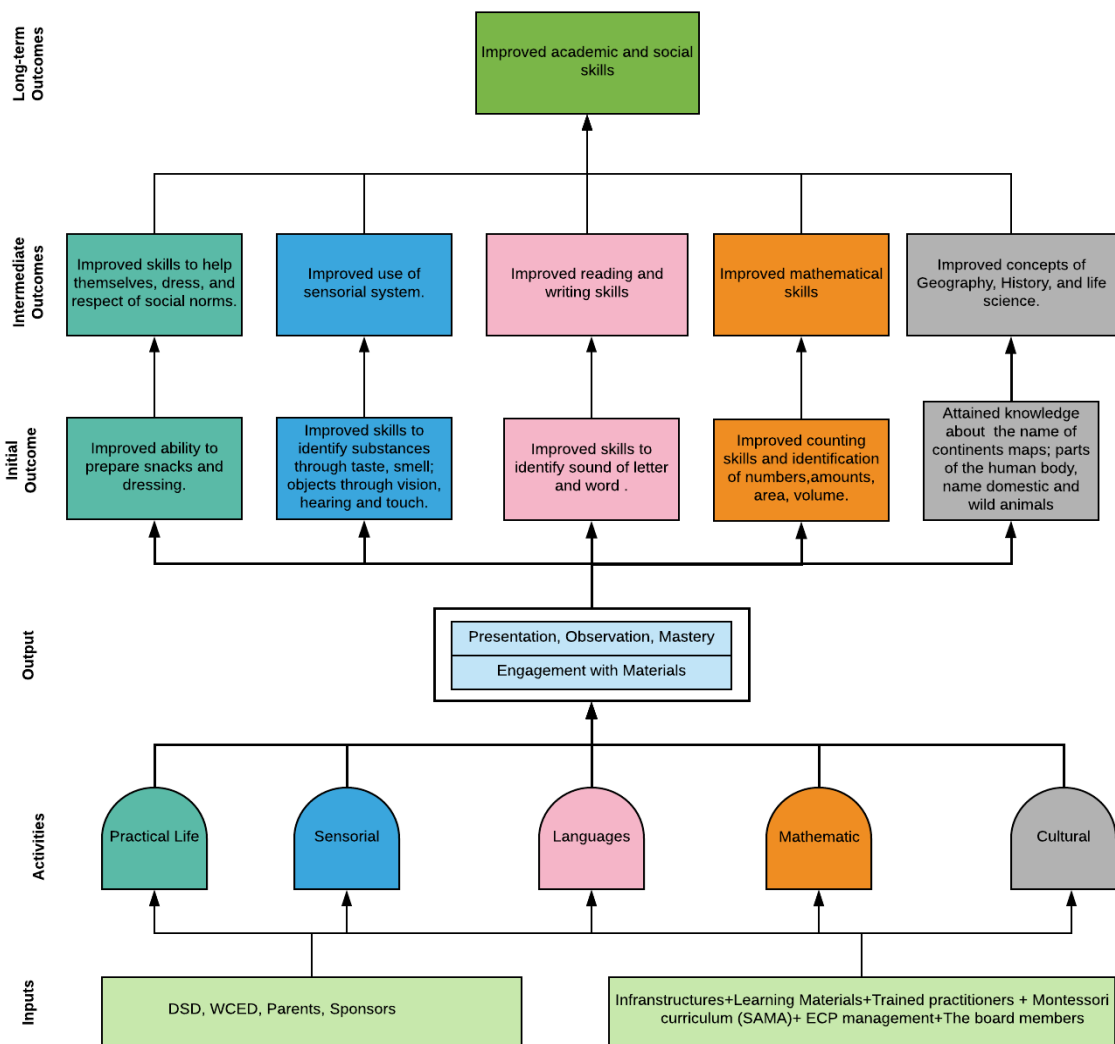 Long-term
Outcomes
Improved academic and social
skills
Intermediate
Outcomes
Improved skills to help
themselves, dress, and
respect of social norms.
Improved use of
sensorial system.
Improved reading and
writing skills
Improved mathematical
skills
Improved concepts of
Geography, History, and life
science.
Initial
Outcome
Improved ability to
prepare snacks and
dressing.
Improved skills to
identify substances
through taste, smell;
objects through vision,
hearing and touch.
Improved skills to
identify sound of letter
and word .
Improved counting
skills and identification
of numbers,amounts,
area, volume.
Attained knowledge
about  the name of
continents maps; parts
of the human body,
name domestic and
wild animals
Output
Presentation, Observation, Mastery
Engagement with Materials
Activities
Practical Life
Sensorial
Languages
Mathematic
Cultural
Inputs
DSD, WCED, Parents, Sponsors
Infranstructures+Learning Materials+Trained practitioners + Montessori
curriculum (SAMA)+ ECP management+The board members